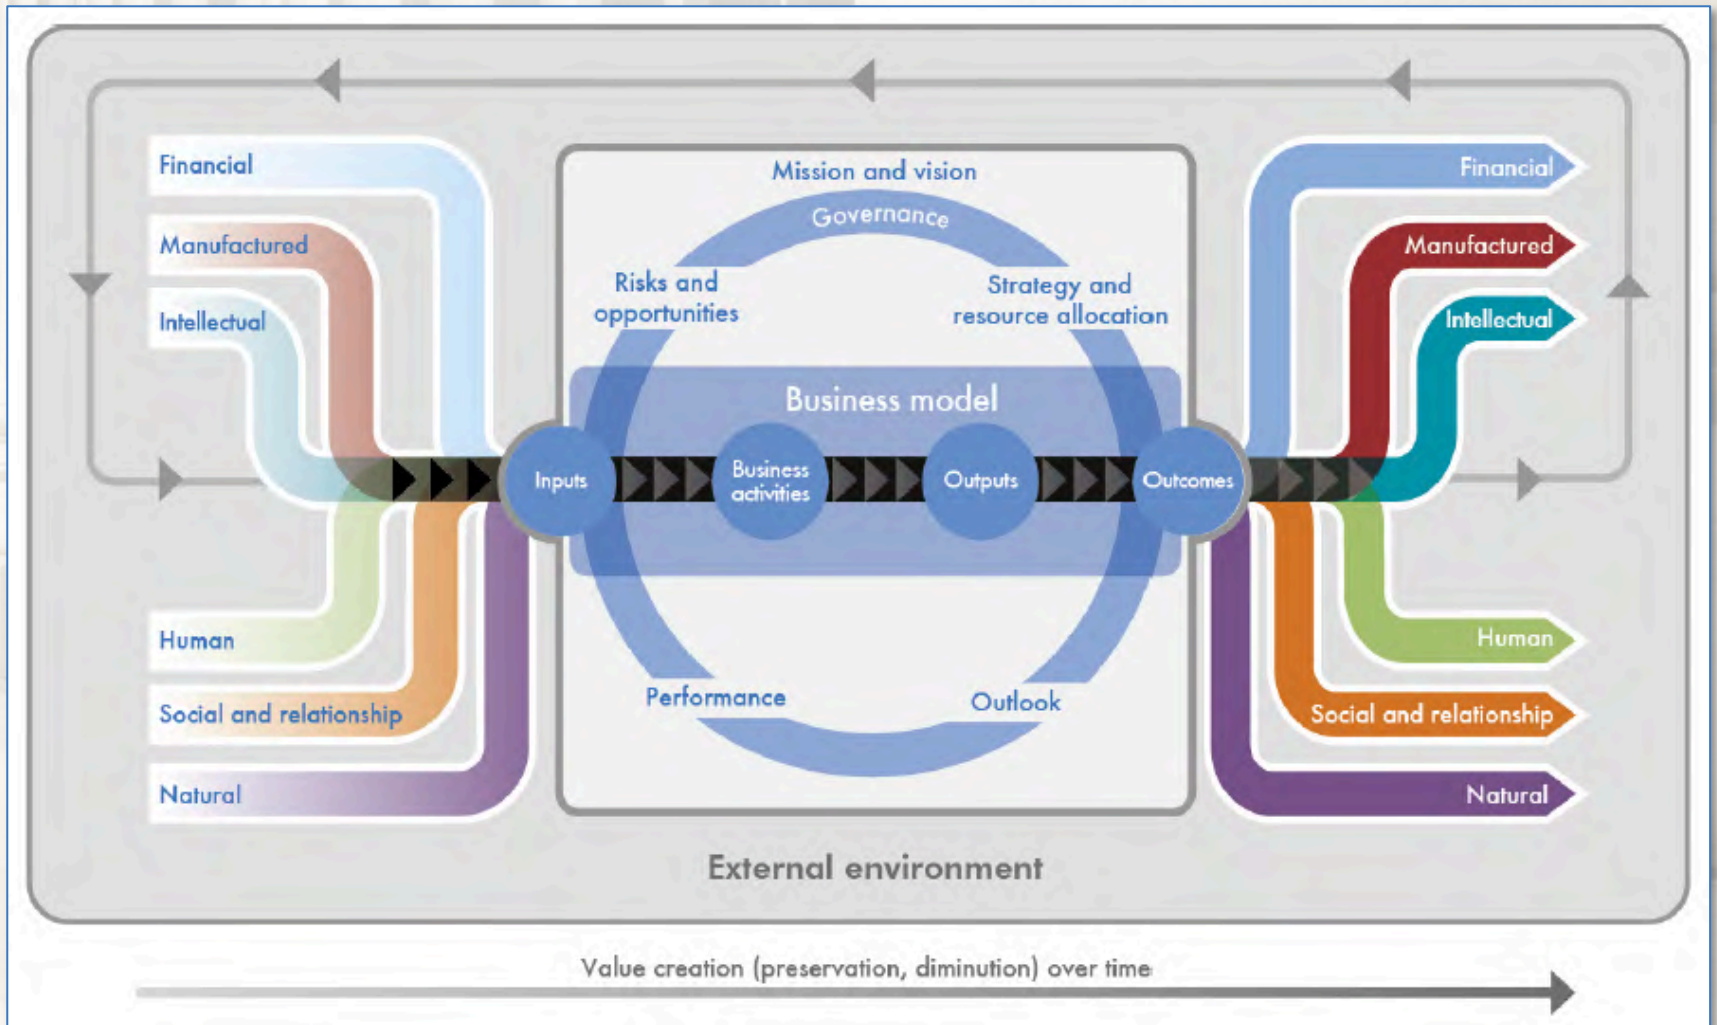 Financial
Manufactured
Intellectual
Human
Social and relationship
Natural
Mission and vision
Governance
Risks and
opportunities
Strategy and
resource allocation
Business model
Inputs
Business
activities
Outputs
Outcomes
Performance
Outlook
Financial
Manufactured
Intellectual
Human
Social and relationship
Natural
External environment
Value creation (preservation, diminution) over time